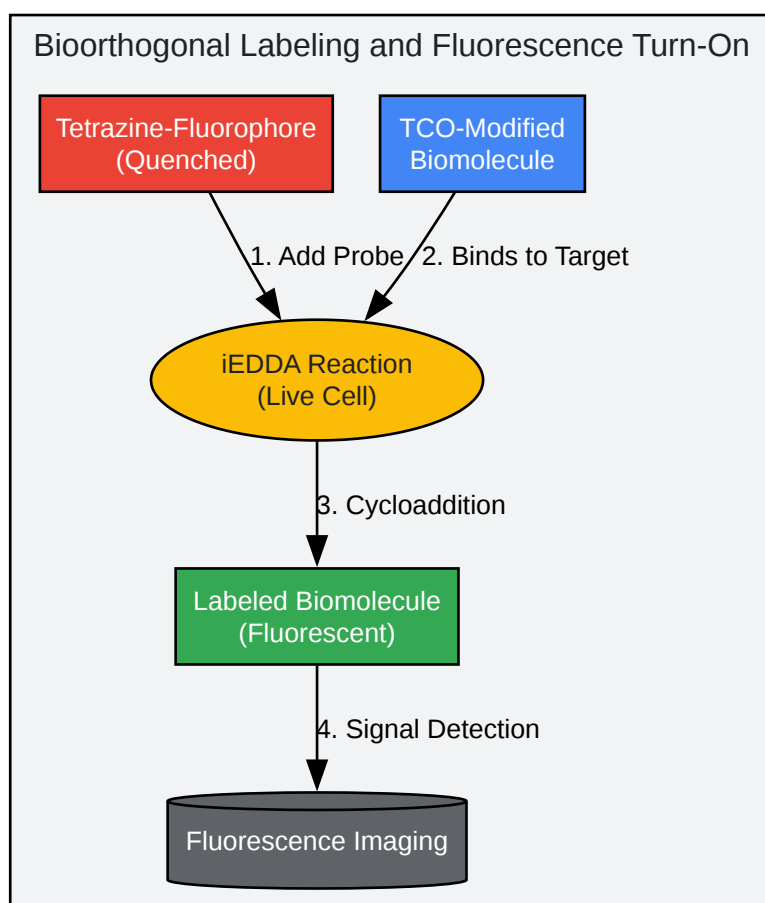 Bioorthogonal Labeling and Fluorescence Turn-On
Tetrazine-Fluorophore
(Quenched)
TCO-Modified
Biomolecule
1. Add Probe
2. Binds to Target
iEDDA Reaction
(Live Cell)
3. Cycloaddition
Labeled Biomolecule
(Fluorescent)
4. Signal Detection
Fluorescence Imaging